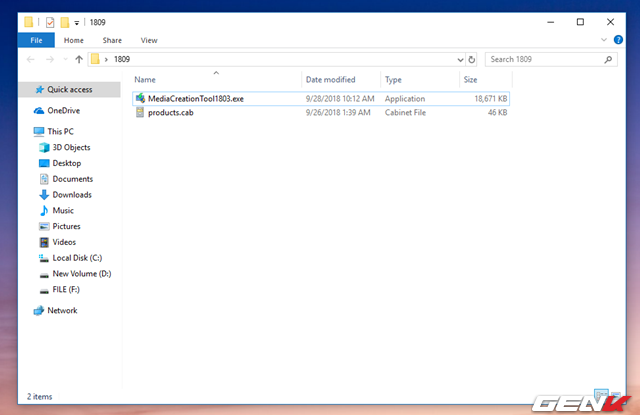 1809
File
Home
Share
View
1809
Search 1809
Name
Date modified
Type
Size
MediaCreationTool1803.exe
9/28/2018 10:12 AM
Application
18,671 KB
products.cab
9/26/2018 1:39 AM
Cabinet File
46 KB
Quick access
OneDrive
This PC
3D Objects
Desktop
Documents
Downloads
Music
Pictures
Videos
Local Disk (C:)
New Volume (D:)
FILE (F:)
Network
2 items
GENK